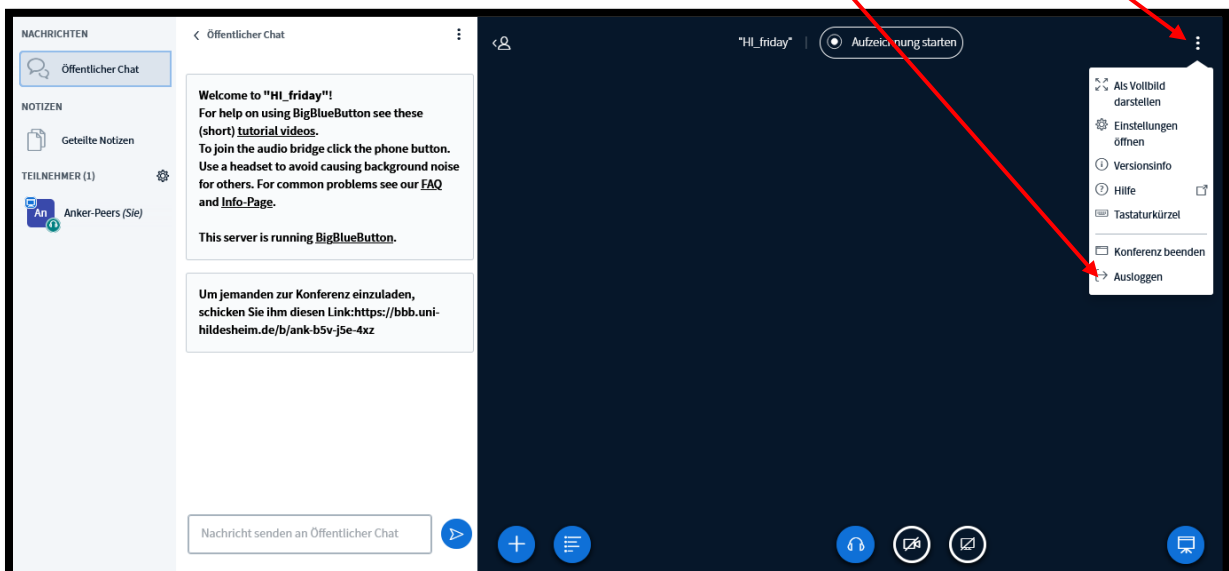 NACHRICHTEN
Öffentlicher Chat
NOTIZEN
Geteilte Notizen
TEILNEHMER (1)
An
Anker-Peers (Sie)
Öffentlicher Chat
Welcome to "HI_friday"!
For help on using BigBlueButton see these
(short) tutorial videos.
To join the audio bridge click the phone button.
Use a headset to avoid causing background noise
for others. For common problems see our FAQ
and Info-Page.
This server is running BigBlueButton.
Um jemanden zur Konferenz einzuladen,
schicken Sie ihm diesen Link:https://bbb.uni-
hildesheim.de/b/ank-b5v-j5e-4xz
Nachricht senden an Öffentlicher Chat
"HI_friday" | Aufzeichnung starten
Als Vollbild
darstellen
Einstellungen
öffnen
Versionsinfo
Hilfe
Tastaturkürzel
Konferenz beenden
Ausloggen